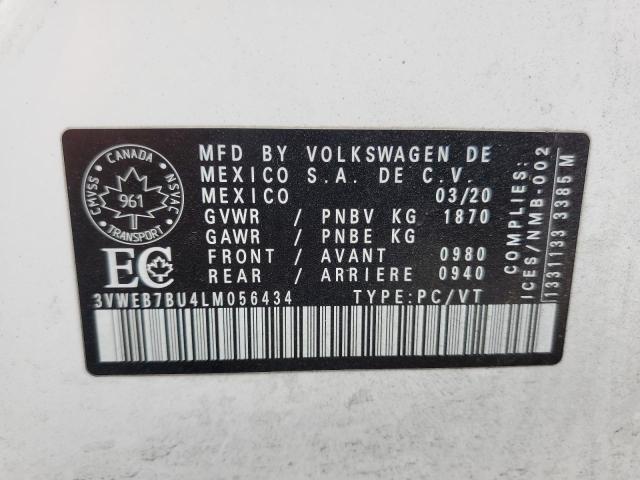 CANADA
CMVSS NSVAC
961
TRANSPORT
EC
MFD BY VOLKSWAGEN DE
MEXICO S.A. DE C.V.
MEXICO 03/20
GVWR / PNBV KG 1870
GAWR / PNBE KG
FRONT / AVANT 0980
REAR / ARRIERE 0940
3VWEB7BU4LM056434 TYPE:PC/VT
COMPLIES:
ICES/NMB-002
1331133 3385 M